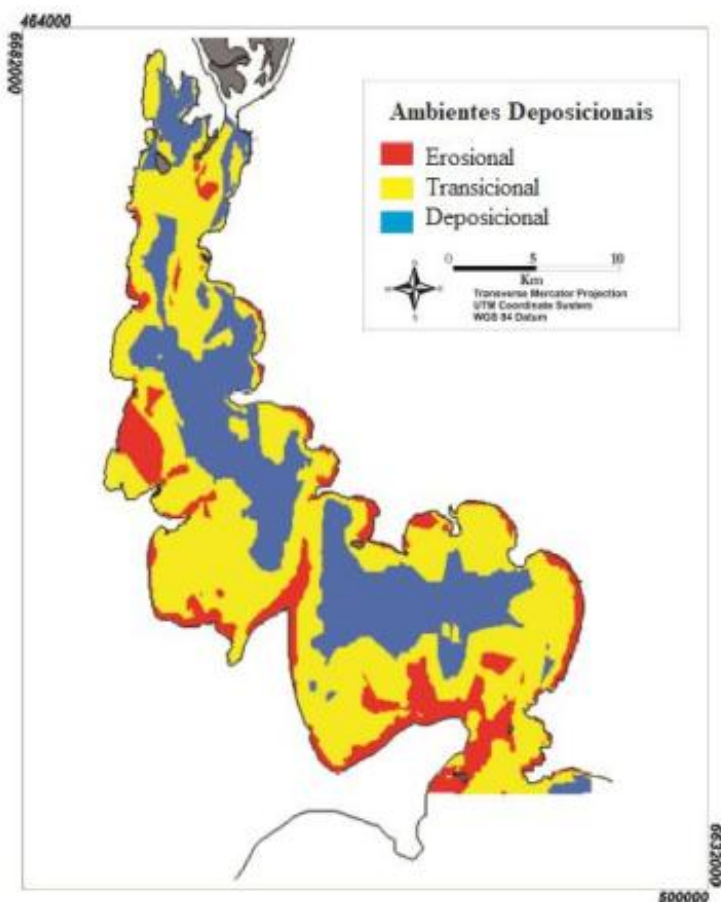 464000
6682000
Ambientes Deposicionais
Erosional
Transicional
Deposicional
0 5 10
Km
Transverse Mercator Projection
UTM Coordinate System
WGS 84 Datum
6632000
500000